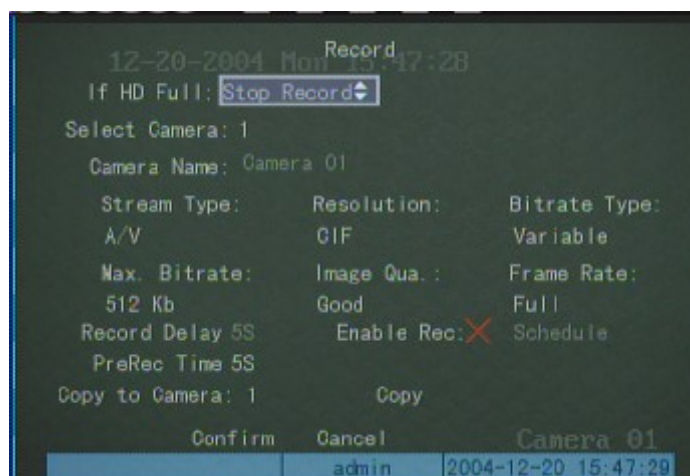 Record
12-20-2004 Mon 15:47:28
If HD Full: Stop Record
Select Camera: 1
Camera Name: Camera 01
Stream Type: Resolution: Bitrate Type:
A/V CIF Variable
Max. Bitrate: Image Qua.: Frame Rate:
512 Kb Good Full
Record Delay 5S Enable Rec: Schedule
PreRec Time 5S
Copy to Camera: 1 Copy
Confirm Cancel Camera 01
admin 2004-12-20 15:47:29